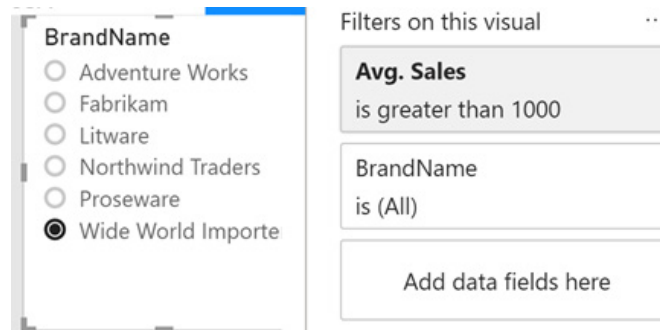 BrandName
Adventure Works
Fabrikam
Litware
Northwind Traders
Proseware
Wide World Importe
Filters on this visual
...
Avg. Sales
is greater than 1000
BrandName
is (All)
Add data fields here